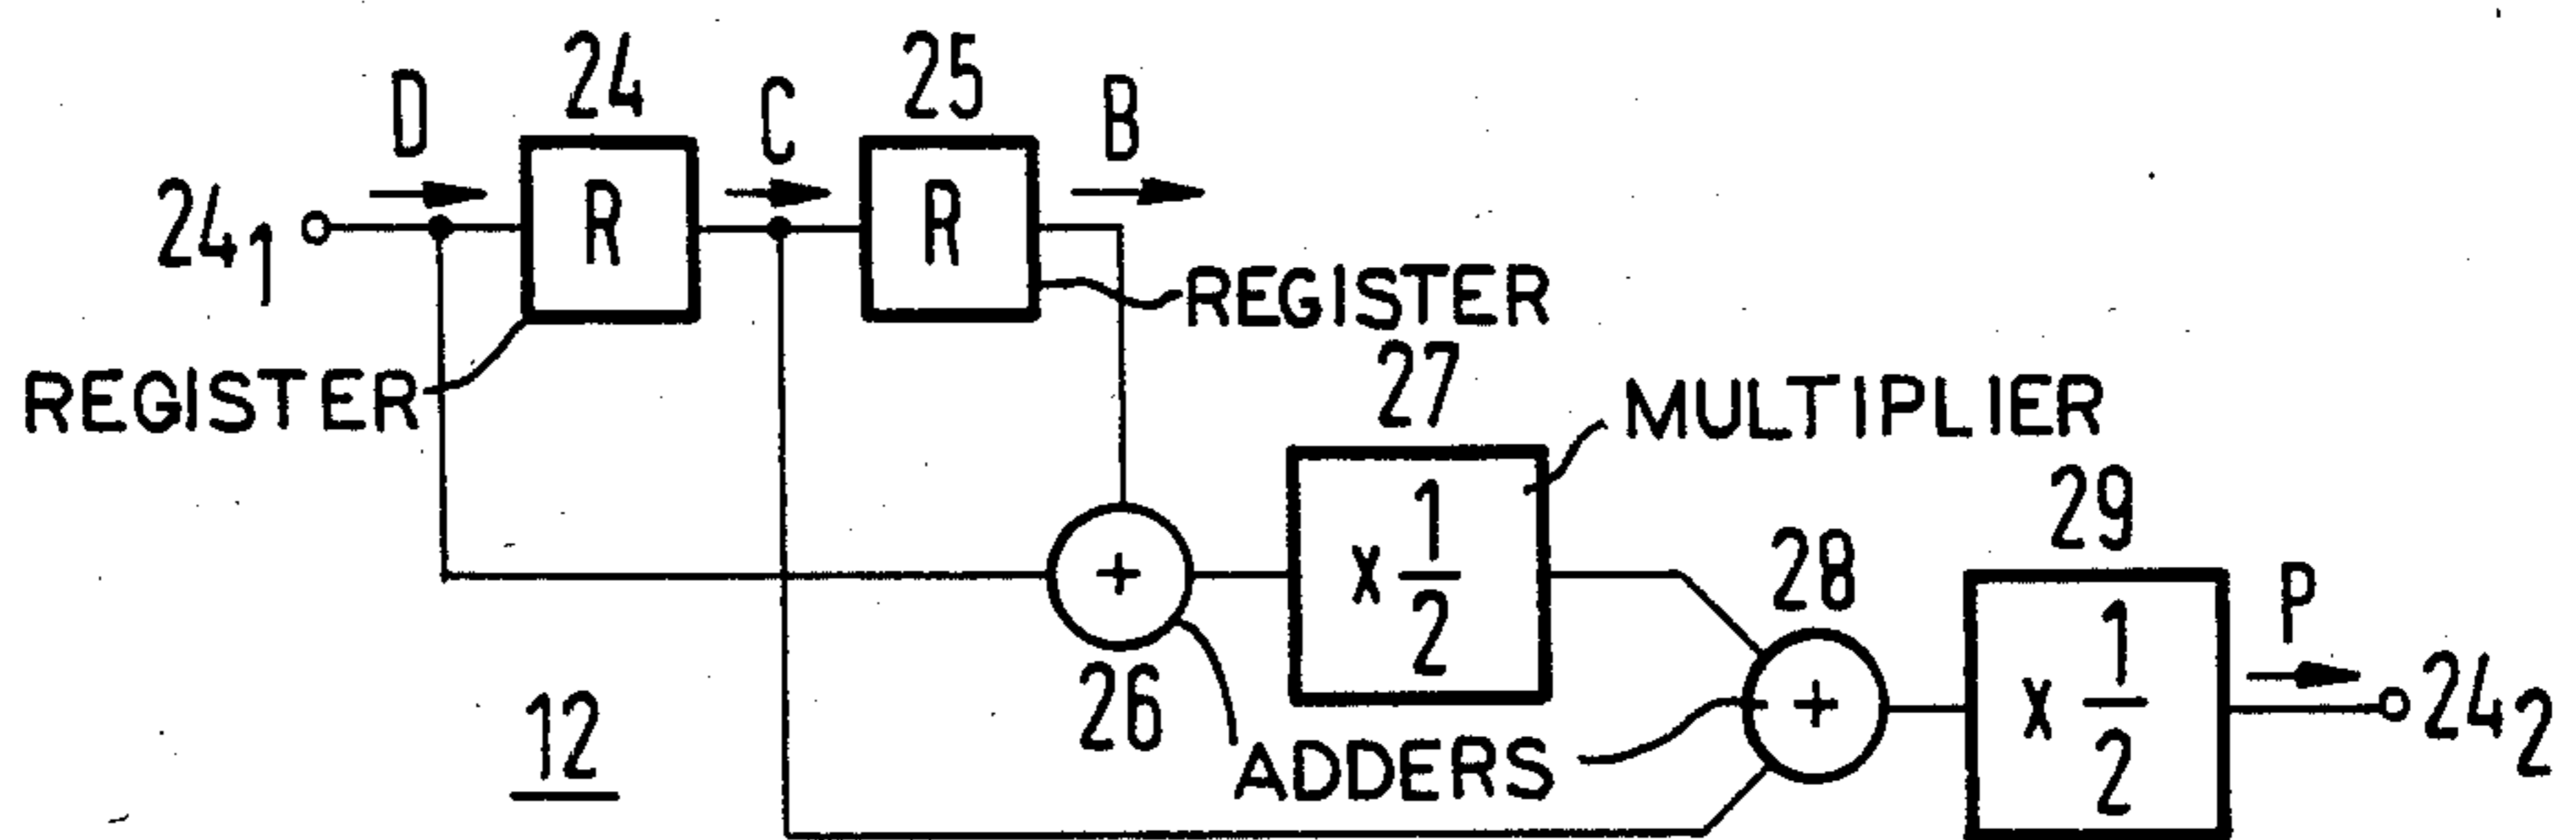 D 24 C 25 B
24₁ R R
REGISTER
REGISTER
27
MULTIPLIER
+ × 1/2
26
28
+
29
× 1/2
P
24₂
ADDERS
12